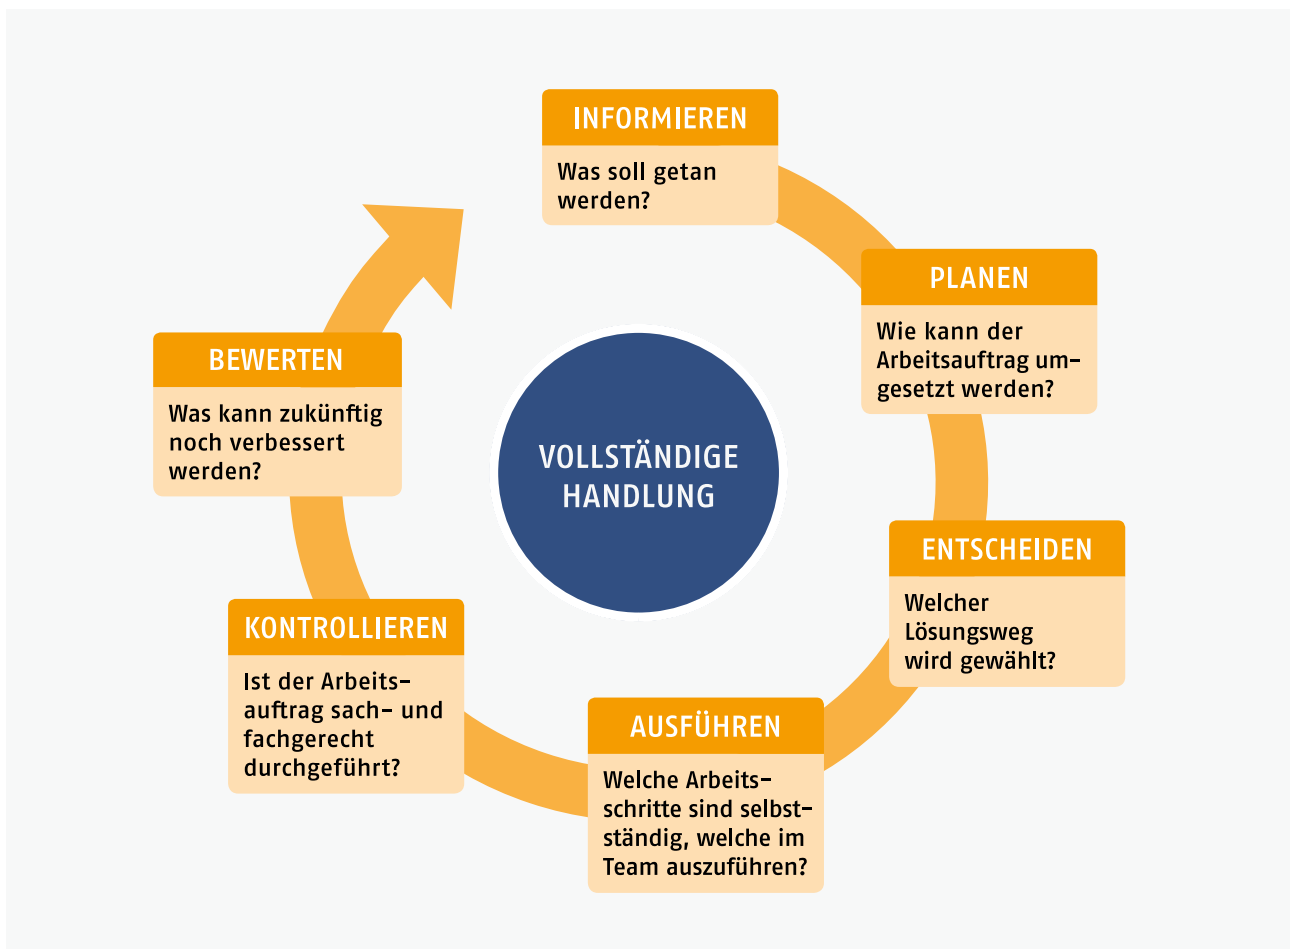 INFORMIEREN
Was soll getan
werden?
PLANEN
Wie kann der
Arbeitsauftrag um-
gesetzt werden?
ENTSCHEIDEN
Welcher
Lösungsweg
wird gewählt?
AUSFÜHREN
Welche Arbeits-
schritte sind selbst-
ständig, welche im
Team auszuführen?
KONTROLLIEREN
Ist der Arbeits-
auftrag sach- und
fachgerecht
durchgeführt?
BEWERTEN
Was kann zukünftig
noch verbessert
werden?
VOLLSTÄNDIGE
HANDLUNG